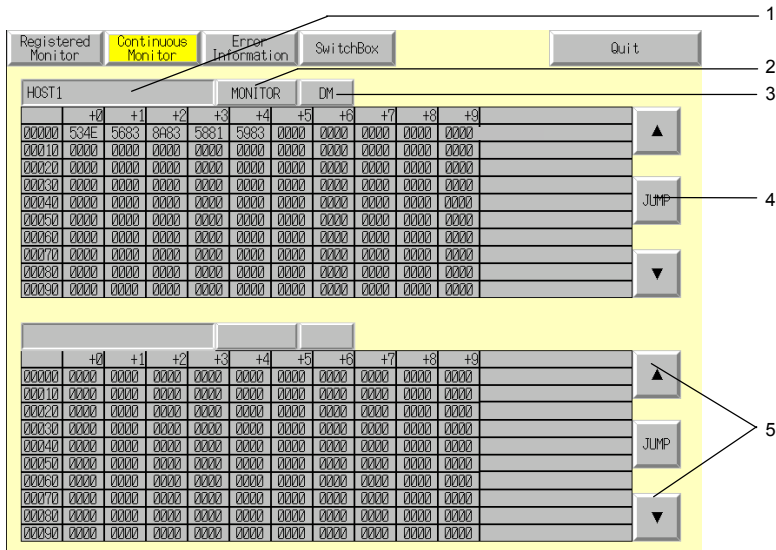 1
Registered Monitor
Continuous Monitor
Error Information
SwitchBox
Quit
2
HOST1 MONITOR DM
3
+0 +1 +2 +3 +4 +5 +6 +7 +8 +9
00000 534E 5683 8A83 5881 5983 0000 0000 0000 0000 0000
▲
00010 0000 0000 0000 0000 0000 0000 0000 0000 0000 0000
00020 0000 0000 0000 0000 0000 0000 0000 0000 0000 0000
00030 0000 0000 0000 0000 0000 0000 0000 0000 0000 0000
00040 0000 0000 0000 0000 0000 0000 0000 0000 0000 0000
JUMP
4
00050 0000 0000 0000 0000 0000 0000 0000 0000 0000 0000
00060 0000 0000 0000 0000 0000 0000 0000 0000 0000 0000
00070 0000 0000 0000 0000 0000 0000 0000 0000 0000 0000
00080 0000 0000 0000 0000 0000 0000 0000 0000 0000 0000
▼
00090 0000 0000 0000 0000 0000 0000 0000 0000 0000 0000
+0 +1 +2 +3 +4 +5 +6 +7 +8 +9
00000 0000 0000 0000 0000 0000 0000 0000 0000 0000 0000
▲
00010 0000 0000 0000 0000 0000 0000 0000 0000 0000 0000
00020 0000 0000 0000 0000 0000 0000 0000 0000 0000 0000
00030 0000 0000 0000 0000 0000 0000 0000 0000 0000 0000
5
00040 0000 0000 0000 0000 0000 0000 0000 0000 0000 0000
JUMP
00050 0000 0000 0000 0000 0000 0000 0000 0000 0000 0000
00060 0000 0000 0000 0000 0000 0000 0000 0000 0000 0000
00070 0000 0000 0000 0000 0000 0000 0000 0000 0000 0000
00080 0000 0000 0000 0000 0000 0000 0000 0000 0000 0000
▼
00090 0000 0000 0000 0000 0000 0000 0000 0000 0000 0000